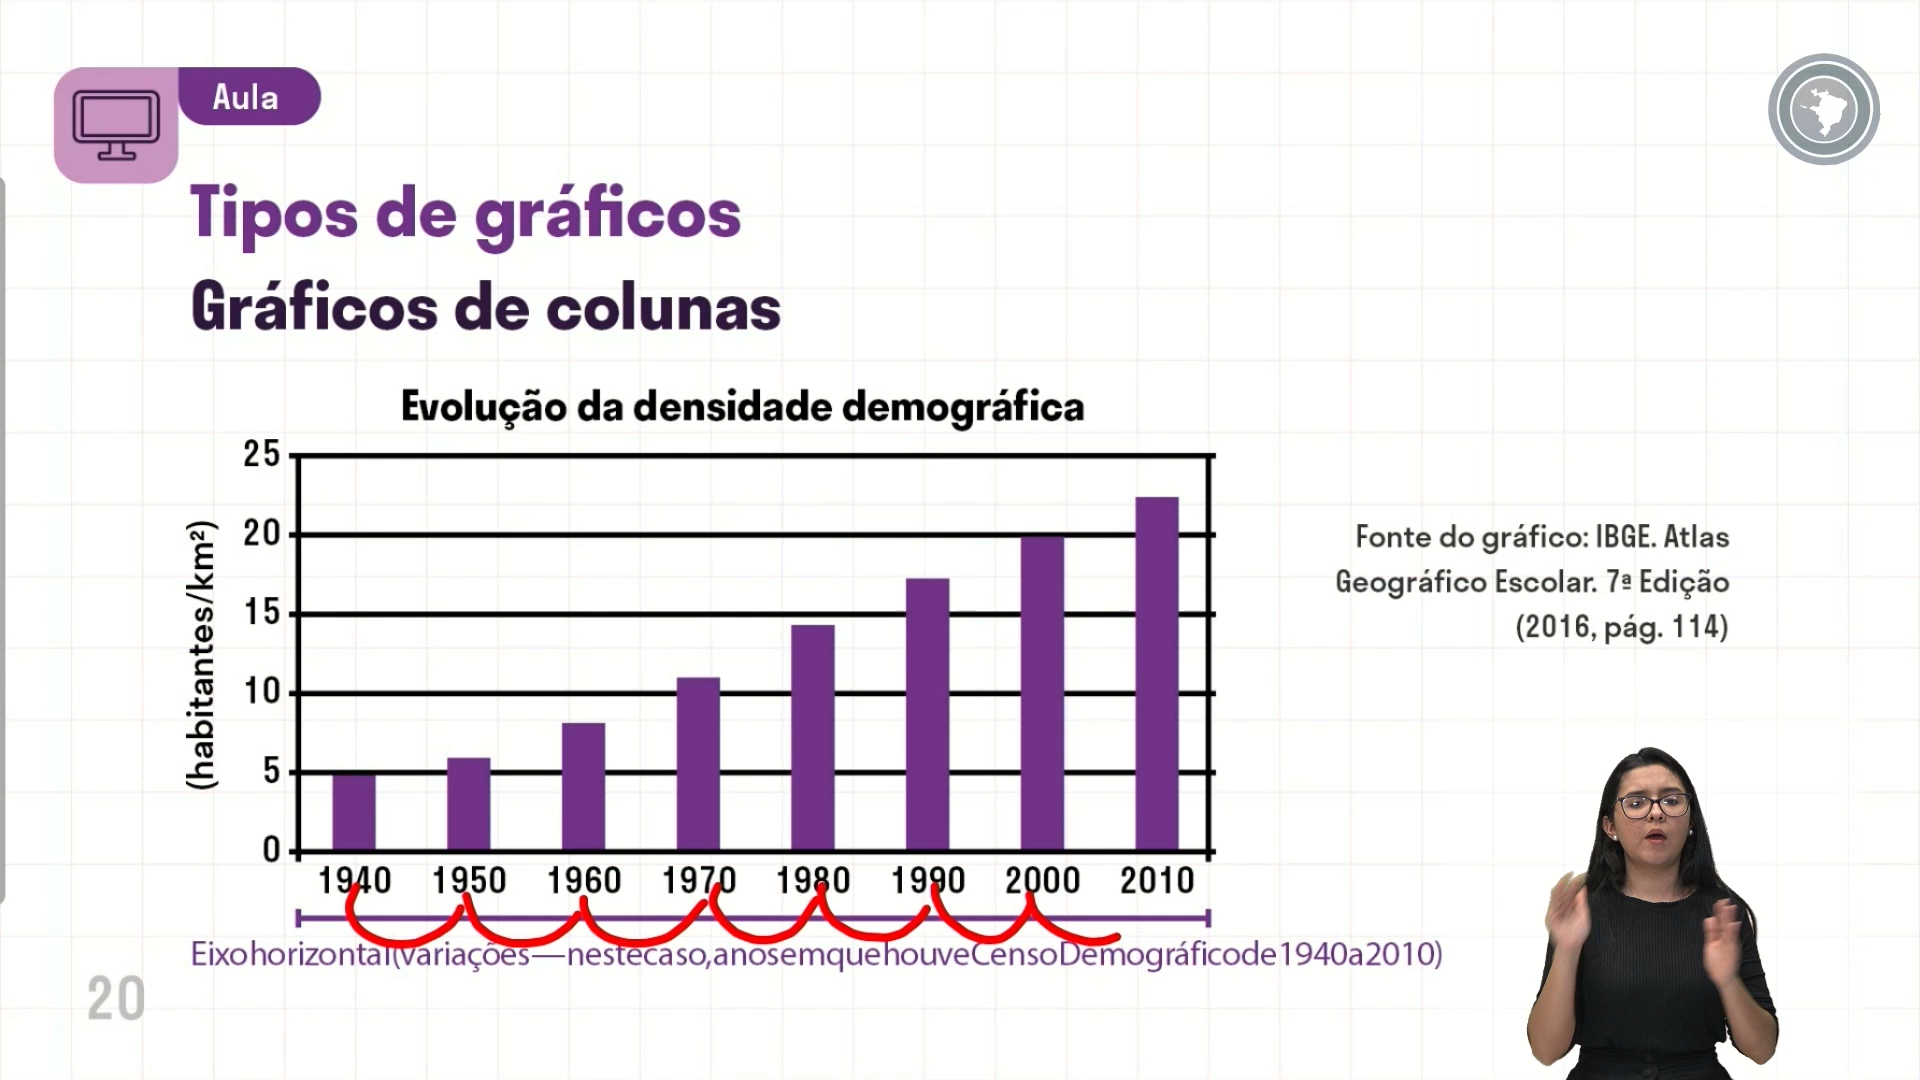 Aula
Tipos de gráficos
Gráficos de colunas
Evolução da densidade demográfica
(habitantes/km²)
25
20
15
10
5
0
1940 1950 1960 1970 1980 1990 2000 2010
Eixo horizontal (variações — neste caso, anos em que houve Censo Demográfico de 1940 a 2010)
Fonte do gráfico: IBGE. Atlas
Geográfico Escolar. 7ª Edição
(2016, pág. 114)
20